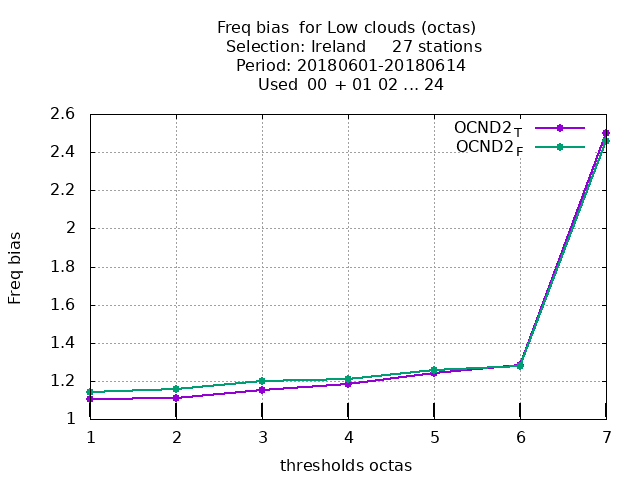 Freq bias  for Low clouds (octas)
Selection: Ireland     27 stations
Period: 20180601-20180614
Used  00  + 01 02 ... 24
OCND2T
OCND2F
2.6
2.4
2.2
2
1.8
1.6
1.4
1.2
1
Freq bias
1 2 3 4 5 6 7
thresholds octas